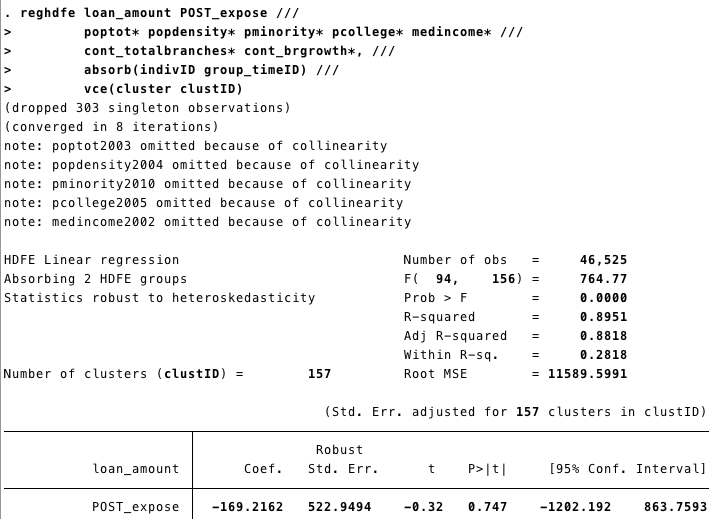 . reghdfe loan_amount POST_expose ///
>         poptot* popdensity* pminority* pcollege* medincome* ///
>         cont_totalbranches* cont_brgrowth*, ///
>         absorb(indivID group_timeID) ///
>         vce(cluster clustID)
(dropped 303 singleton observations)
(converged in 8 iterations)
note: poptot2003 omitted because of collinearity
note: popdensity2004 omitted because of collinearity
note: pminority2010 omitted because of collinearity
note: pcollege2005 omitted because of collinearity
note: medincome2002 omitted because of collinearity
HDFE Linear regression                            Number of obs   =     46,525
Absorbing 2 HDFE groups                           F(  94,    156) =     764.77
Statistics robust to heteroskedasticity           Prob > F        =     0.0000
R-squared       =     0.8951
Adj R-squared   =     0.8818
Within R-sq.    =     0.2818
Number of clusters (clustID) =        157         Root MSE        = 11589.5991
(Std. Err. adjusted for 157 clusters in clustID)
Robust
loan_amount        Coef.   Std. Err.      t    P>|t|     [95% Conf. Interval]
POST_expose    -169.2162   522.9494    -0.32   0.747    -1202.192    863.7593